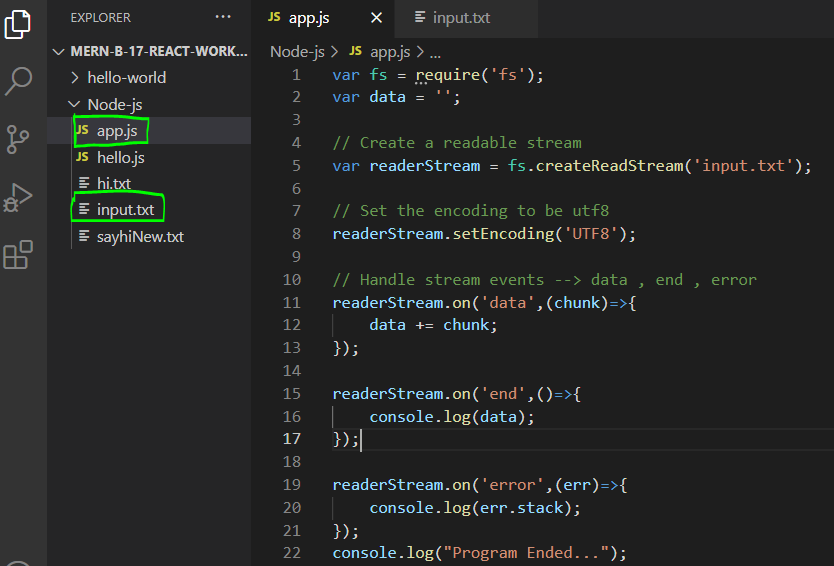 EXPLORER ...
MERN-B-17-REACT-WORK...
hello-world
Node-js
JS app.js
JS hello.js
hi.txt
input.txt
sayhiNew.txt
JS app.js × input.txt
Node-js > JS app.js > ...
1 var fs = require('fs');
2 var data = '';
3
4 // Create a readable stream
5 var readerStream = fs.createReadStream('input.txt');
6
7 // Set the encoding to be utf8
8 readerStream.setEncoding('UTF8');
9
10 // Handle stream events --> data , end , error
11 readerStream.on('data',(chunk)=>{
12 data += chunk;
13 });
14
15 readerStream.on('end',()=>{
16 console.log(data);
17 });
18
19 readerStream.on('error',(err)=>{
20 console.log(err.stack);
21 });
22 console.log("Program Ended...");